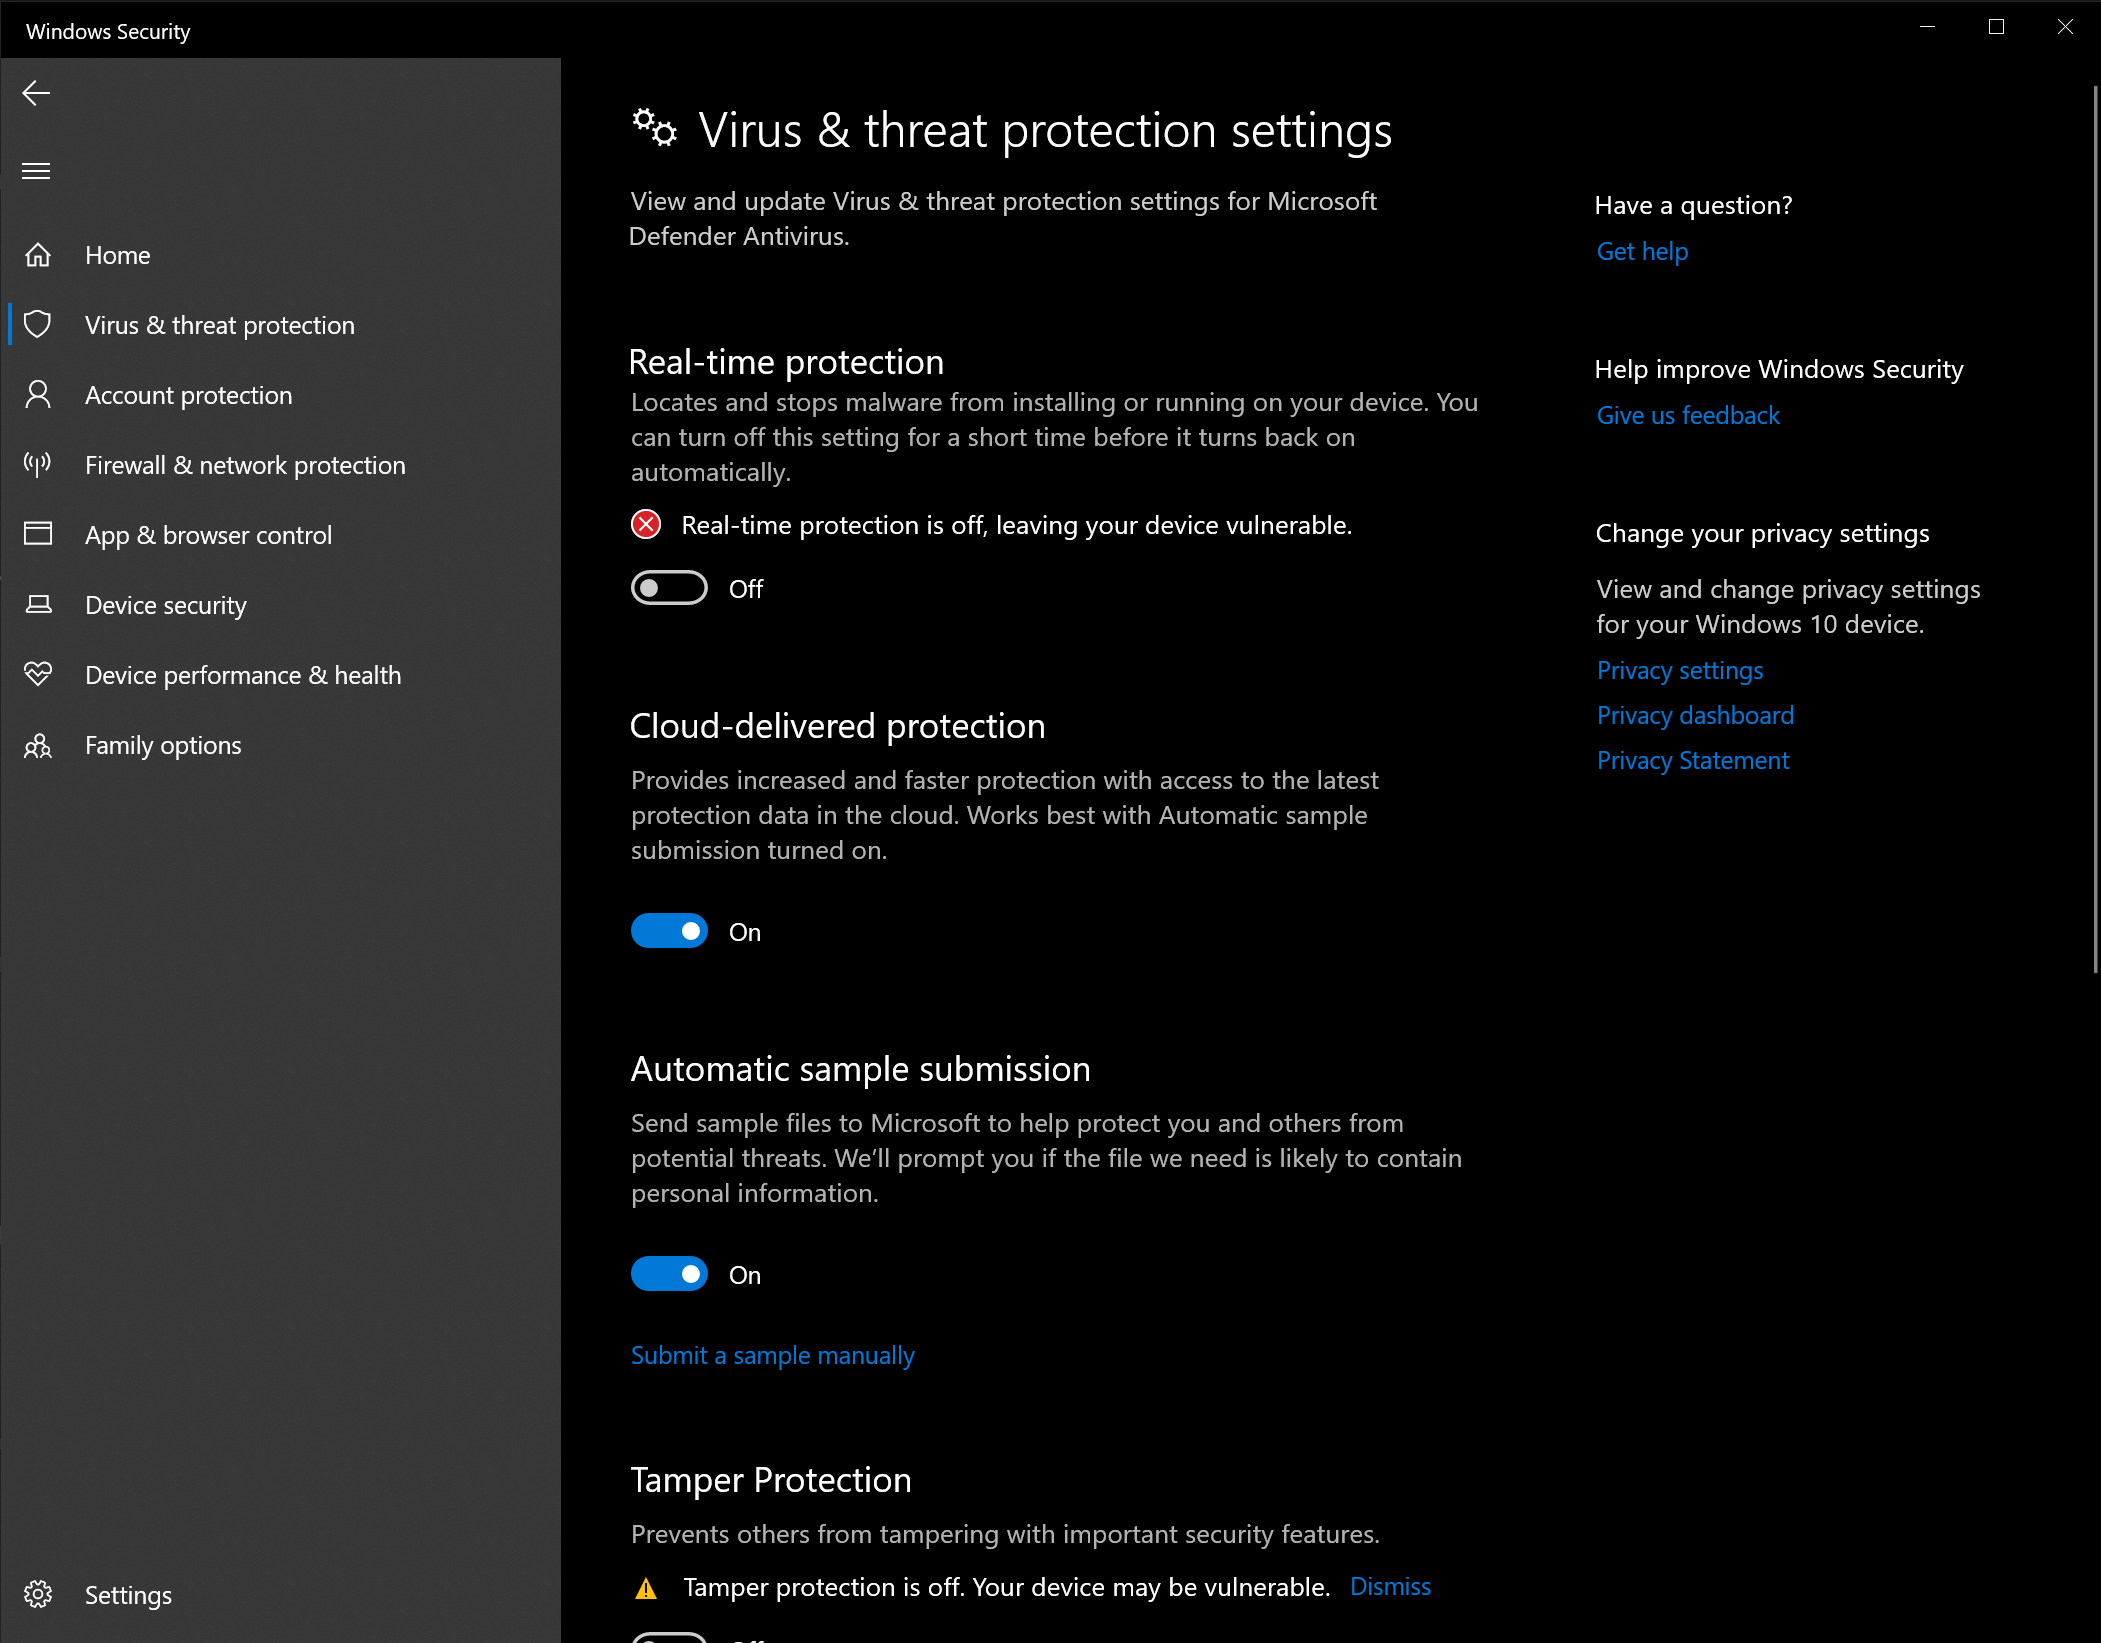 Windows Security
Home
Virus & threat protection
Account protection
Firewall & network protection
App & browser control
Device security
Device performance & health
Family options
Settings
Virus & threat protection settings
View and update Virus & threat protection settings for Microsoft
Defender Antivirus.
Real-time protection
Locates and stops malware from installing or running on your device. You
can turn off this setting for a short time before it turns back on
automatically.
Real-time protection is off, leaving your device vulnerable.
Off
Cloud-delivered protection
Provides increased and faster protection with access to the latest
protection data in the cloud. Works best with Automatic sample
submission turned on.
On
Automatic sample submission
Send sample files to Microsoft to help protect you and others from
potential threats. We’ll prompt you if the file we need is likely to contain
personal information.
On
Submit a sample manually
Tamper Protection
Prevents others from tampering with important security features.
Tamper protection is off. Your device may be vulnerable. Dismiss
Have a question?
Get help
Help improve Windows Security
Give us feedback
Change your privacy settings
View and change privacy settings
for your Windows 10 device.
Privacy settings
Privacy dashboard
Privacy Statement